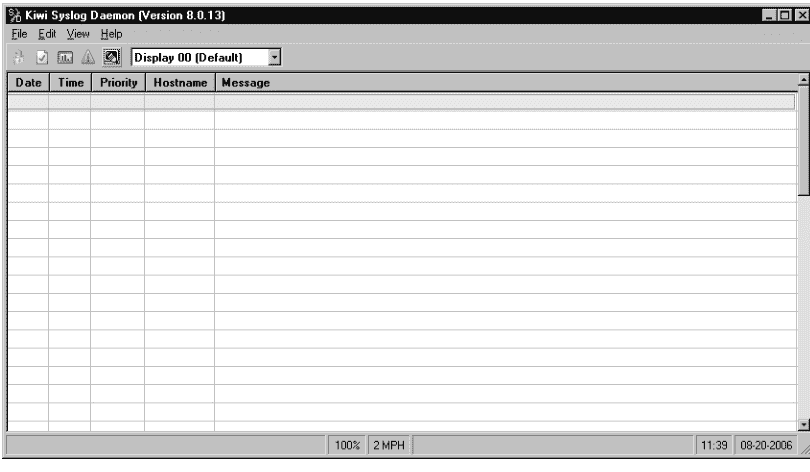 Kiwi Syslog Daemon (Version 8.0.13)
File Edit View Help
Display 00 (Default)
Date Time Priority Hostname Message
100% 2 MPH 11:39 08-20-2006